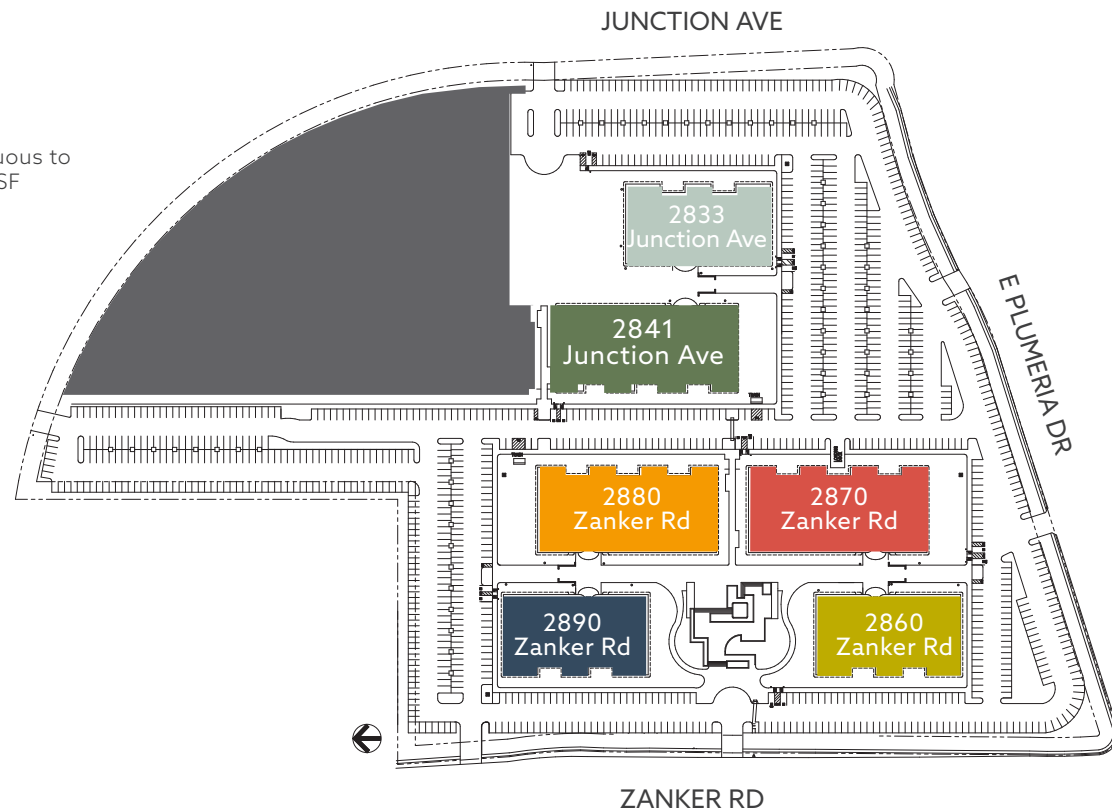 JUNCTION AVE
uous to
SF
2833
Junction Ave
2841
Junction Ave
E PLUMERIA DR
2880
Zanker Rd
2870
Zanker Rd
2890
Zanker Rd
2860
Zanker Rd
ZANKER RD